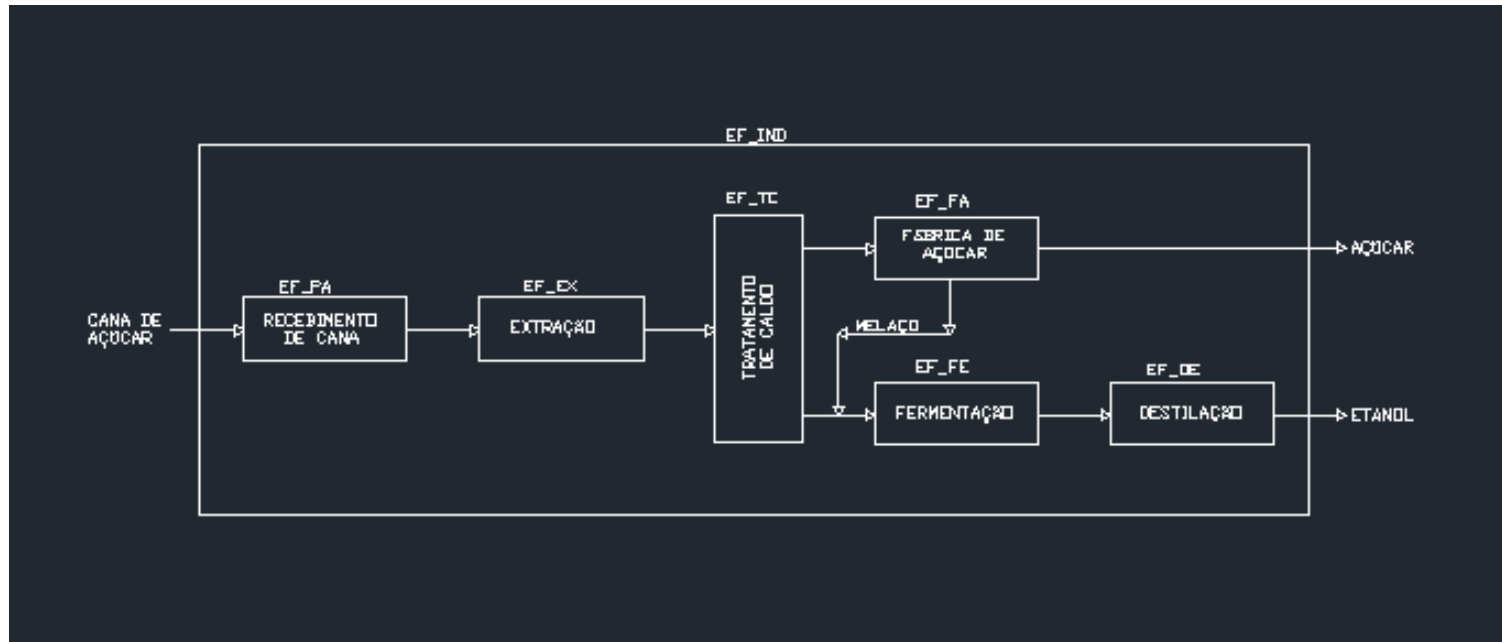 EF_IND
EF_TC
EF_FA
FÁBRICA DE
AÇÚCAR
AÇÚCAR
EF_PA
RECEBIMENTO
DE CANA
EF_EX
EXTRAÇÃO
CANA DE
AÇÚCAR
TRATAMENTO
DE CALDO
MELAÇO
EF_FE
FERMENTAÇÃO
EF_DE
DESTILAÇÃO
ETANOL